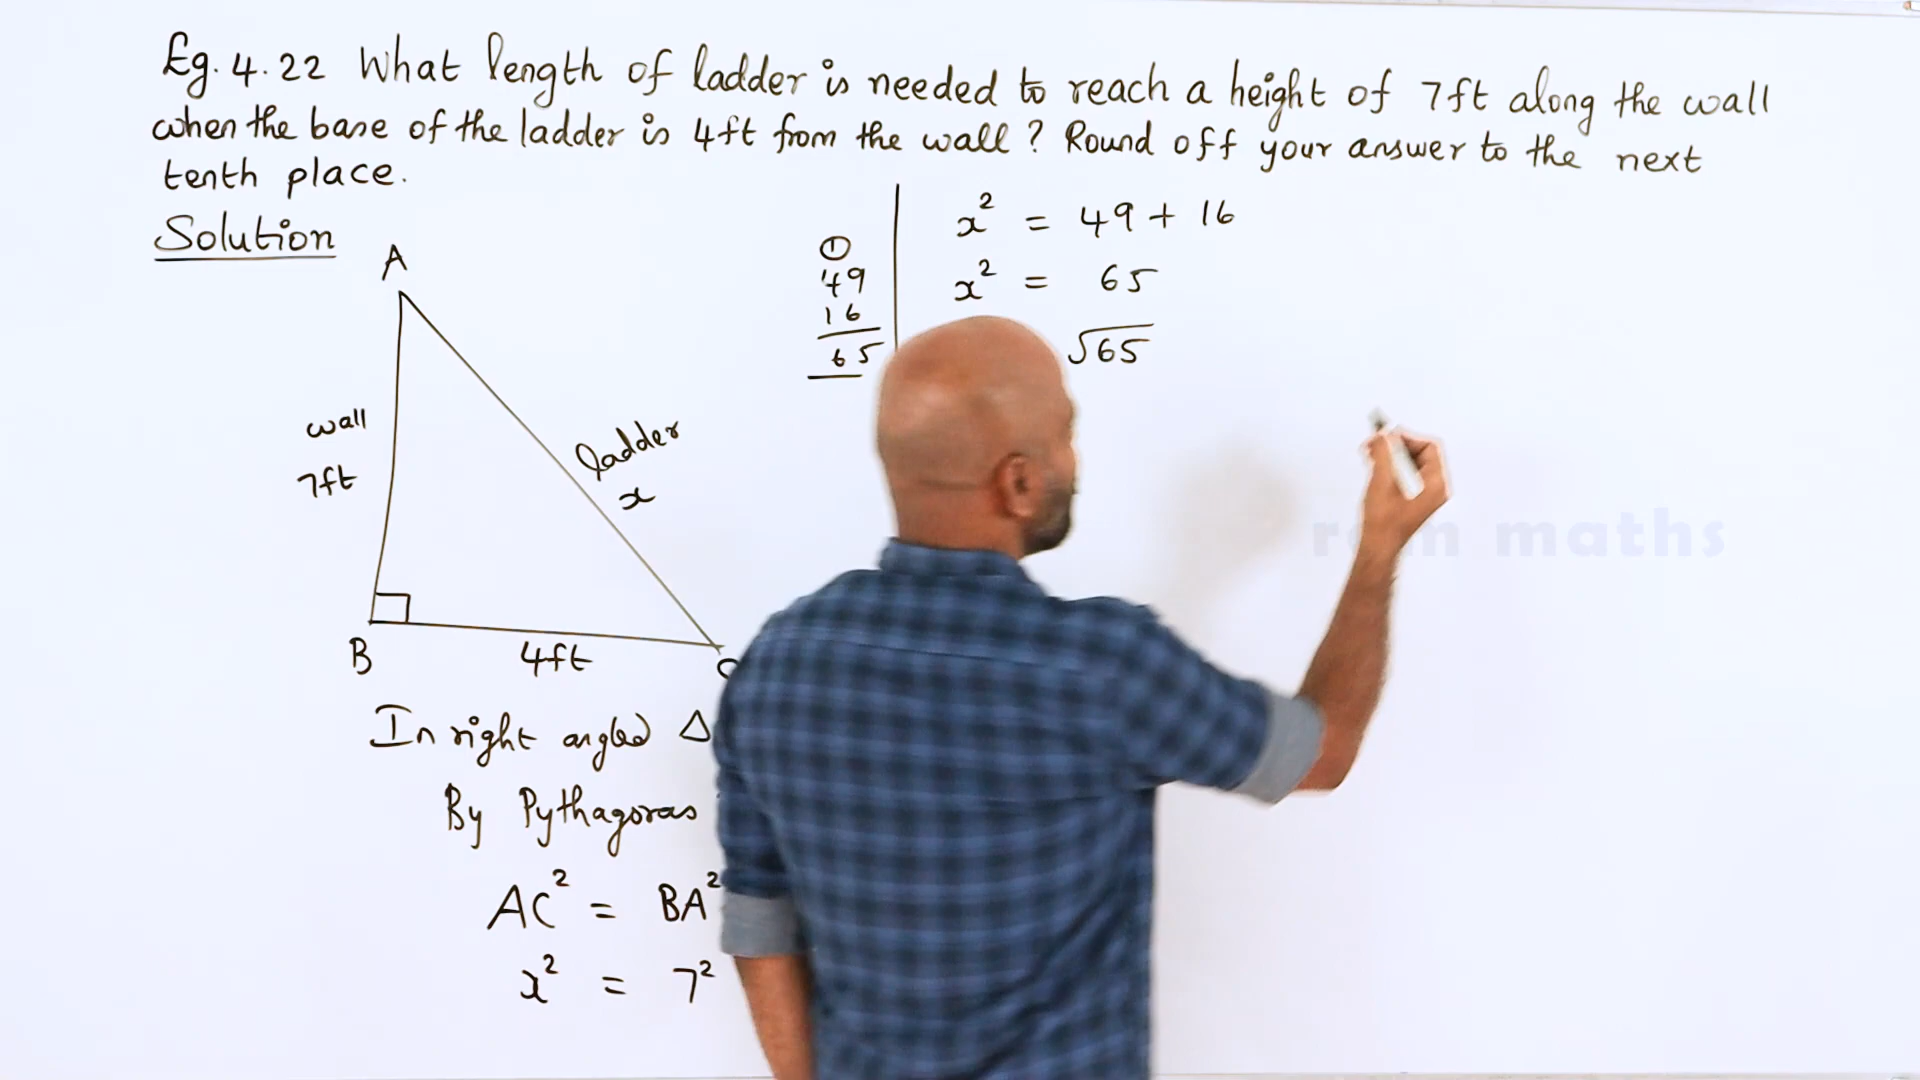 Eg. 4.22 What length of ladder is needed to reach a height of 7ft along the wall
when the base of the ladder is 4ft from the wall? Round off your answer to the next
tenth place.
Solution
A
wall
7ft
ladder
x
B
4ft
In right angled Δ
By Pythagoras
AC² = BA²
x² = 7²
1
49
16
65
x² = 49 + 16
x² = 65
√65
maths